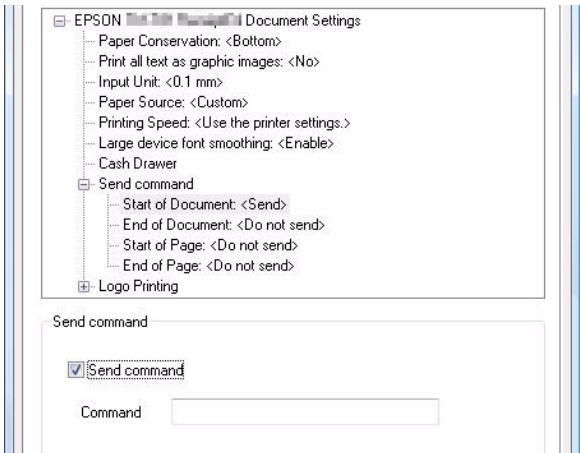 EPSON Document Settings
Paper Conservation: <Bottom>
Print all text as graphic images: <No>
Input Unit: <0.1 mm>
Paper Source: <Custom>
Printing Speed: <Use the printer settings.>
Large device font smoothing: <Enable>
Cash Drawer
Send command
Start of Document: <Send>
End of Document: <Do not send>
Start of Page: <Do not send>
End of Page: <Do not send>
Logo Printing
Send command
Send command
Command